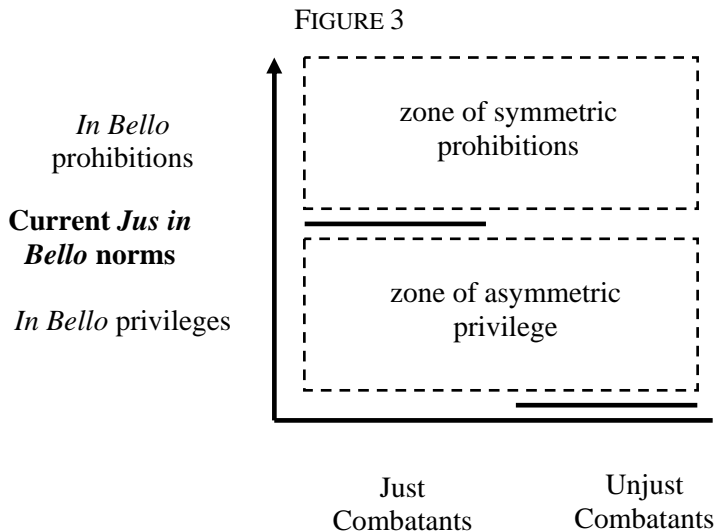 FIGURE 3
In Bello
prohibitions
zone of symmetric
prohibitions
Current Jus in
Bello norms
In Bello privileges
zone of asymmetric
privilege
Just
Combatants
Unjust
Combatants